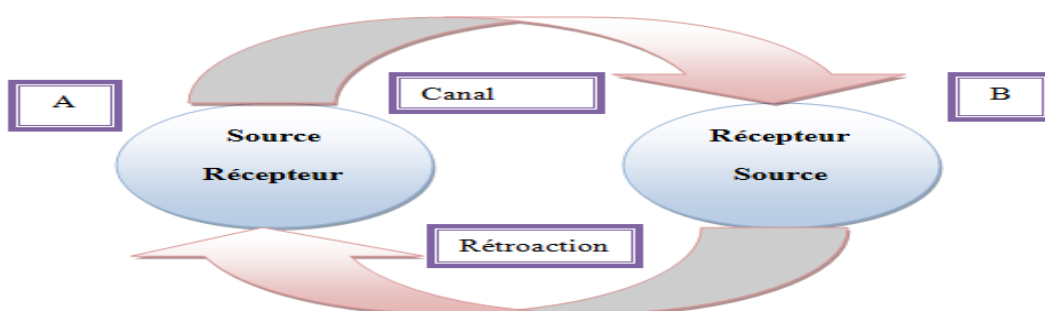 A
Canal
B
Source
Récepteur
Récepteur
Source
Rétroaction